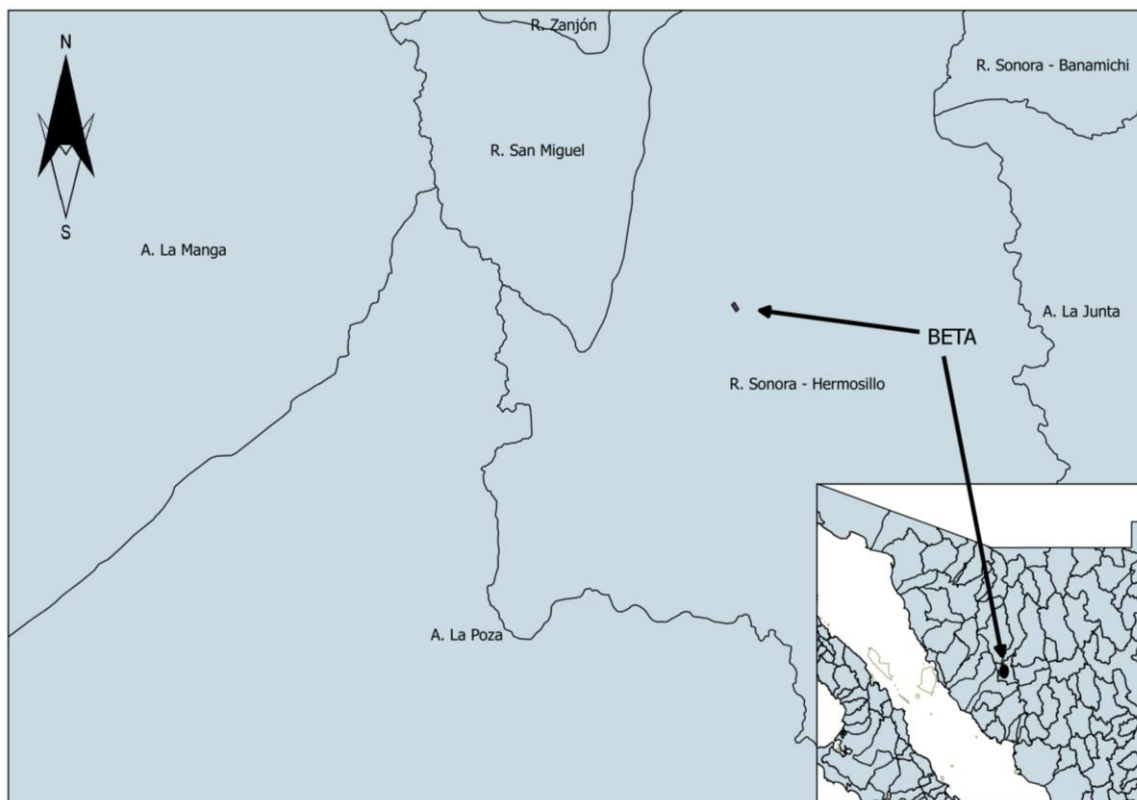 R. Zanjón
N
R. Sonora - Banamichi
R. San Miguel
S
A. La Manga
A. La Junta
BETA
R. Sonora - Hermosillo
A. La Poza